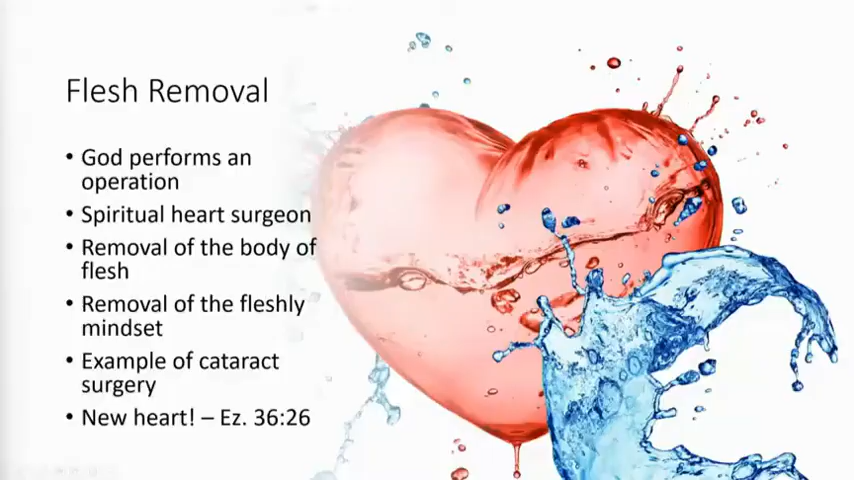 Flesh Removal
• God performs an
operation
• Spiritual heart surgeon
• Removal of the body of
flesh
• Removal of the fleshly
mindset
• Example of cataract
surgery
• New heart! – Ez. 36:26